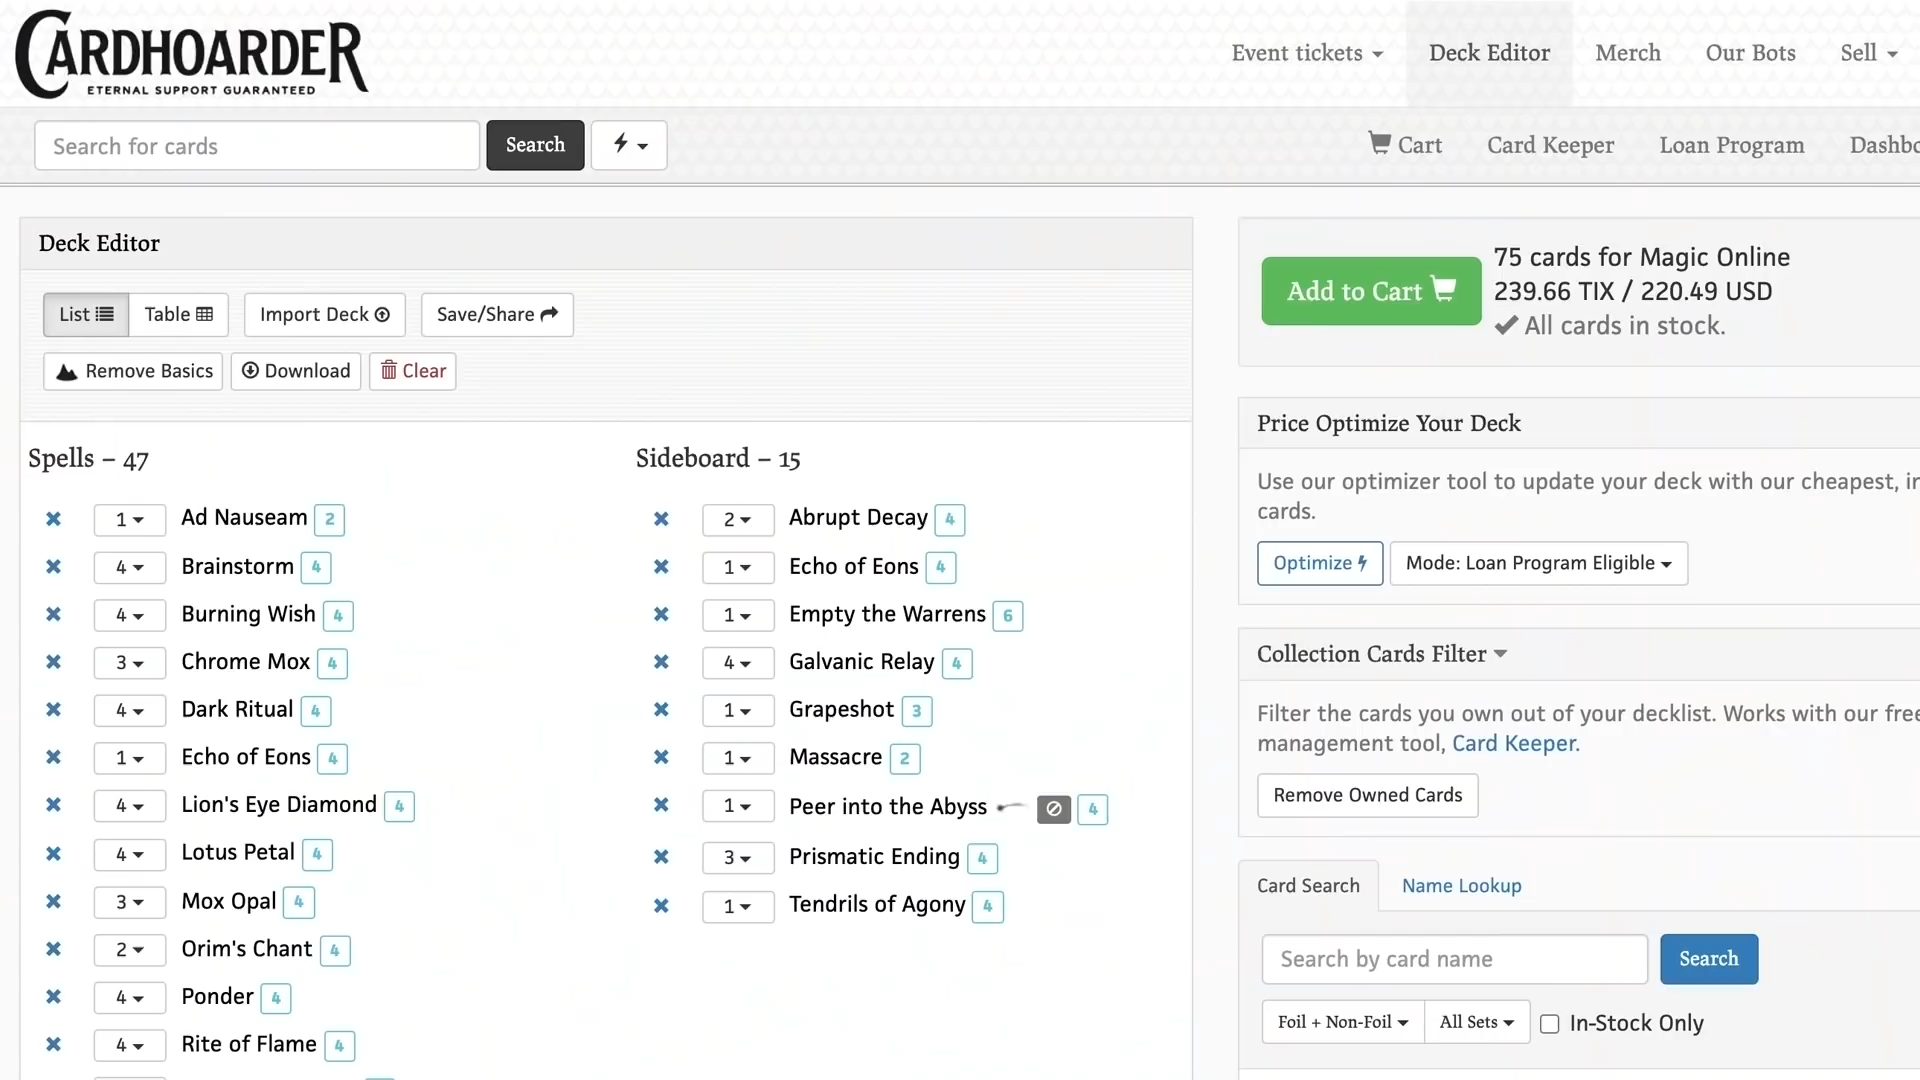 CARDHOARDER
ETERNAL SUPPORT GUARANTEED
Event tickets
Deck Editor
Merch
Our Bots
Sell
Search for cards
Search
Cart
Card Keeper
Loan Program
Dashbo
Deck Editor
List
Table
Import Deck
Save/Share
Remove Basics
Download
Clear
Spells – 47
1 Ad Nauseam 2
4 Brainstorm 4
4 Burning Wish 4
3 Chrome Mox 4
4 Dark Ritual 4
1 Echo of Eons 4
4 Lion's Eye Diamond 4
4 Lotus Petal 4
3 Mox Opal 4
2 Orim's Chant 4
4 Ponder 4
4 Rite of Flame 4
Sideboard – 15
2 Abrupt Decay 4
1 Echo of Eons 4
1 Empty the Warrens 6
4 Galvanic Relay 4
1 Grapeshot 3
1 Massacre 2
1 Peer into the Abyss 4
3 Prismatic Ending 4
1 Tendrils of Agony 4
Add to Cart
75 cards for Magic Online
239.66 TIX / 220.49 USD
All cards in stock.
Price Optimize Your Deck
Use our optimizer tool to update your deck with our cheapest, in
cards.
Optimize
Mode: Loan Program Eligible
Collection Cards Filter
Filter the cards you own out of your decklist. Works with our free
management tool, Card Keeper.
Remove Owned Cards
Card Search
Name Lookup
Search by card name
Search
Foil + Non-Foil
All Sets
In-Stock Only